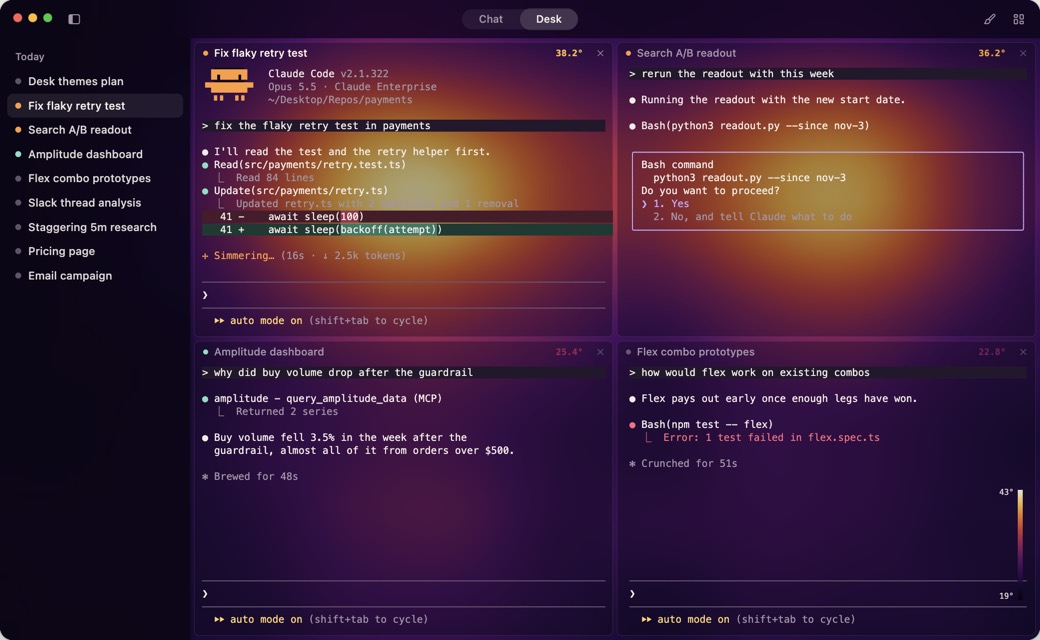 Chat
Desk
Today
Desk themes plan
Fix flaky retry test
Search A/B readout
Amplitude dashboard
Flex combo prototypes
Slack thread analysis
Staggering 5m research
Pricing page
Email campaign
Fix flaky retry test 38.2° ×
Claude Code v2.1.322
Opus 5.5 · Claude Enterprise
~/Desktop/Repos/payments
> fix the flaky retry test in payments
● I'll read the test and the retry helper first.
● Read(src/payments/retry.test.ts)
⎿ Read 84 lines
● Update(src/payments/retry.ts)
⎿ Updated retry.ts with 2 additions and 1 removal
41 - await sleep(100)
41 + await sleep(backoff(attempt))
✢ Simmering… (16s · ↓ 2.5k tokens)
❯
⏵⏵ auto mode on (shift+tab to cycle)
Search A/B readout 36.2° ×
> rerun the readout with this week
● Running the readout with the new start date.
● Bash(python3 readout.py --since nov-3)
Bash command
python3 readout.py --since nov-3
Do you want to proceed?
❯ 1. Yes
2. No, and tell Claude what to do
Amplitude dashboard 25.4° ×
> why did buy volume drop after the guardrail
● amplitude - query_amplitude_data (MCP)
⎿ Returned 2 series
● Buy volume fell 3.5% in the week after the
guardrail, almost all of it from orders over $500.
✻ Brewed for 48s
❯
⏵⏵ auto mode on (shift+tab to cycle)
Flex combo prototypes 22.8° ×
> how would flex work on existing combos
● Flex pays out early once enough legs have won.
● Bash(npm test -- flex)
⎿ Error: 1 test failed in flex.spec.ts
✻ Crunched for 51s
43°
❯
19°
⏵⏵ auto mode on (shift+tab to cycle)